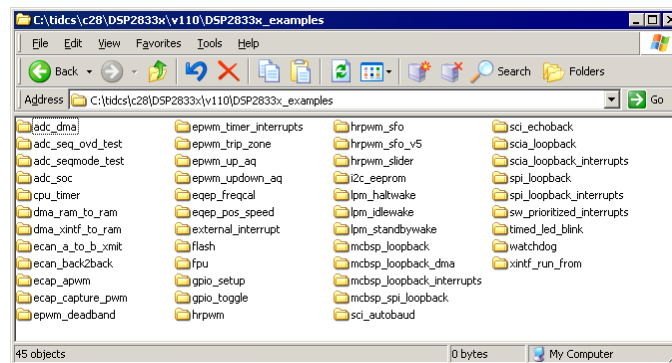 C:\tidcs\c28\DSP2833x\v110\DSP2833x_examples
File Edit View Favorites Tools Help
Back Search Folders
Address C:\tidcs\c28\DSP2833x\v110\DSP2833x_examples Go
adc_dma epwm_timer_interrupts hrpwm_sfo sci_echoback
adc_seq_ovd_test epwm_trip_zone hrpwm_sfo_v5 scia_loopback
adc_seqmode_test epwm_up_aq hrpwm_slider scia_loopback_interrupts
adc_soc epwm_updown_aq i2c_eeprom spi_loopback
cpu_timer eqep_freqcal lpm_haltwake spi_loopback_interrupts
dma_ram_to_ram eqep_pos_speed lpm_idlewake sw_prioritized_interrupts
dma_xintf_to_ram external_interrupt lpm_standbywake timed_led_blink
ecan_a_to_b_xmit flash mcbsp_loopback watchdog
ecan_back2back fpu mcbsp_loopback_dma xintf_run_from
ecap_apwm gpio_setup mcbsp_loopback_interrupts
ecap_capture_pwm gpio_toggle mcbsp_spi_loopback
epwm_deadband hrpwm sci_autobaud
45 objects 0 bytes My Computer